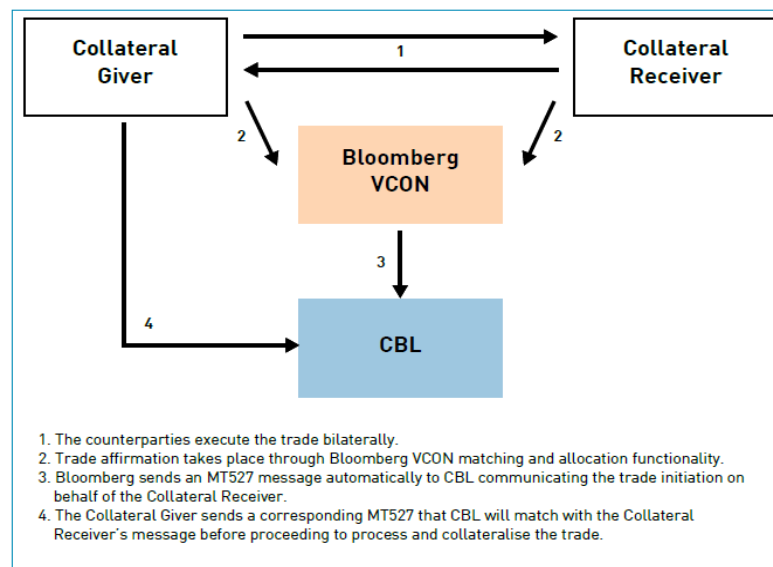 Collateral
Giver
1
Collateral
Receiver
2
2
Bloomberg
VCON
3
CBL
4
1. The counterparties execute the trade bilaterally.
2. Trade affirmation takes place through Bloomberg VCON matching and allocation functionality.
3. Bloomberg sends an MT527 message automatically to CBL communicating the trade initiation on
behalf of the Collateral Receiver.
4. The Collateral Giver sends a corresponding MT527 that CBL will match with the Collateral
Receiver's message before proceeding to process and collateralise the trade.